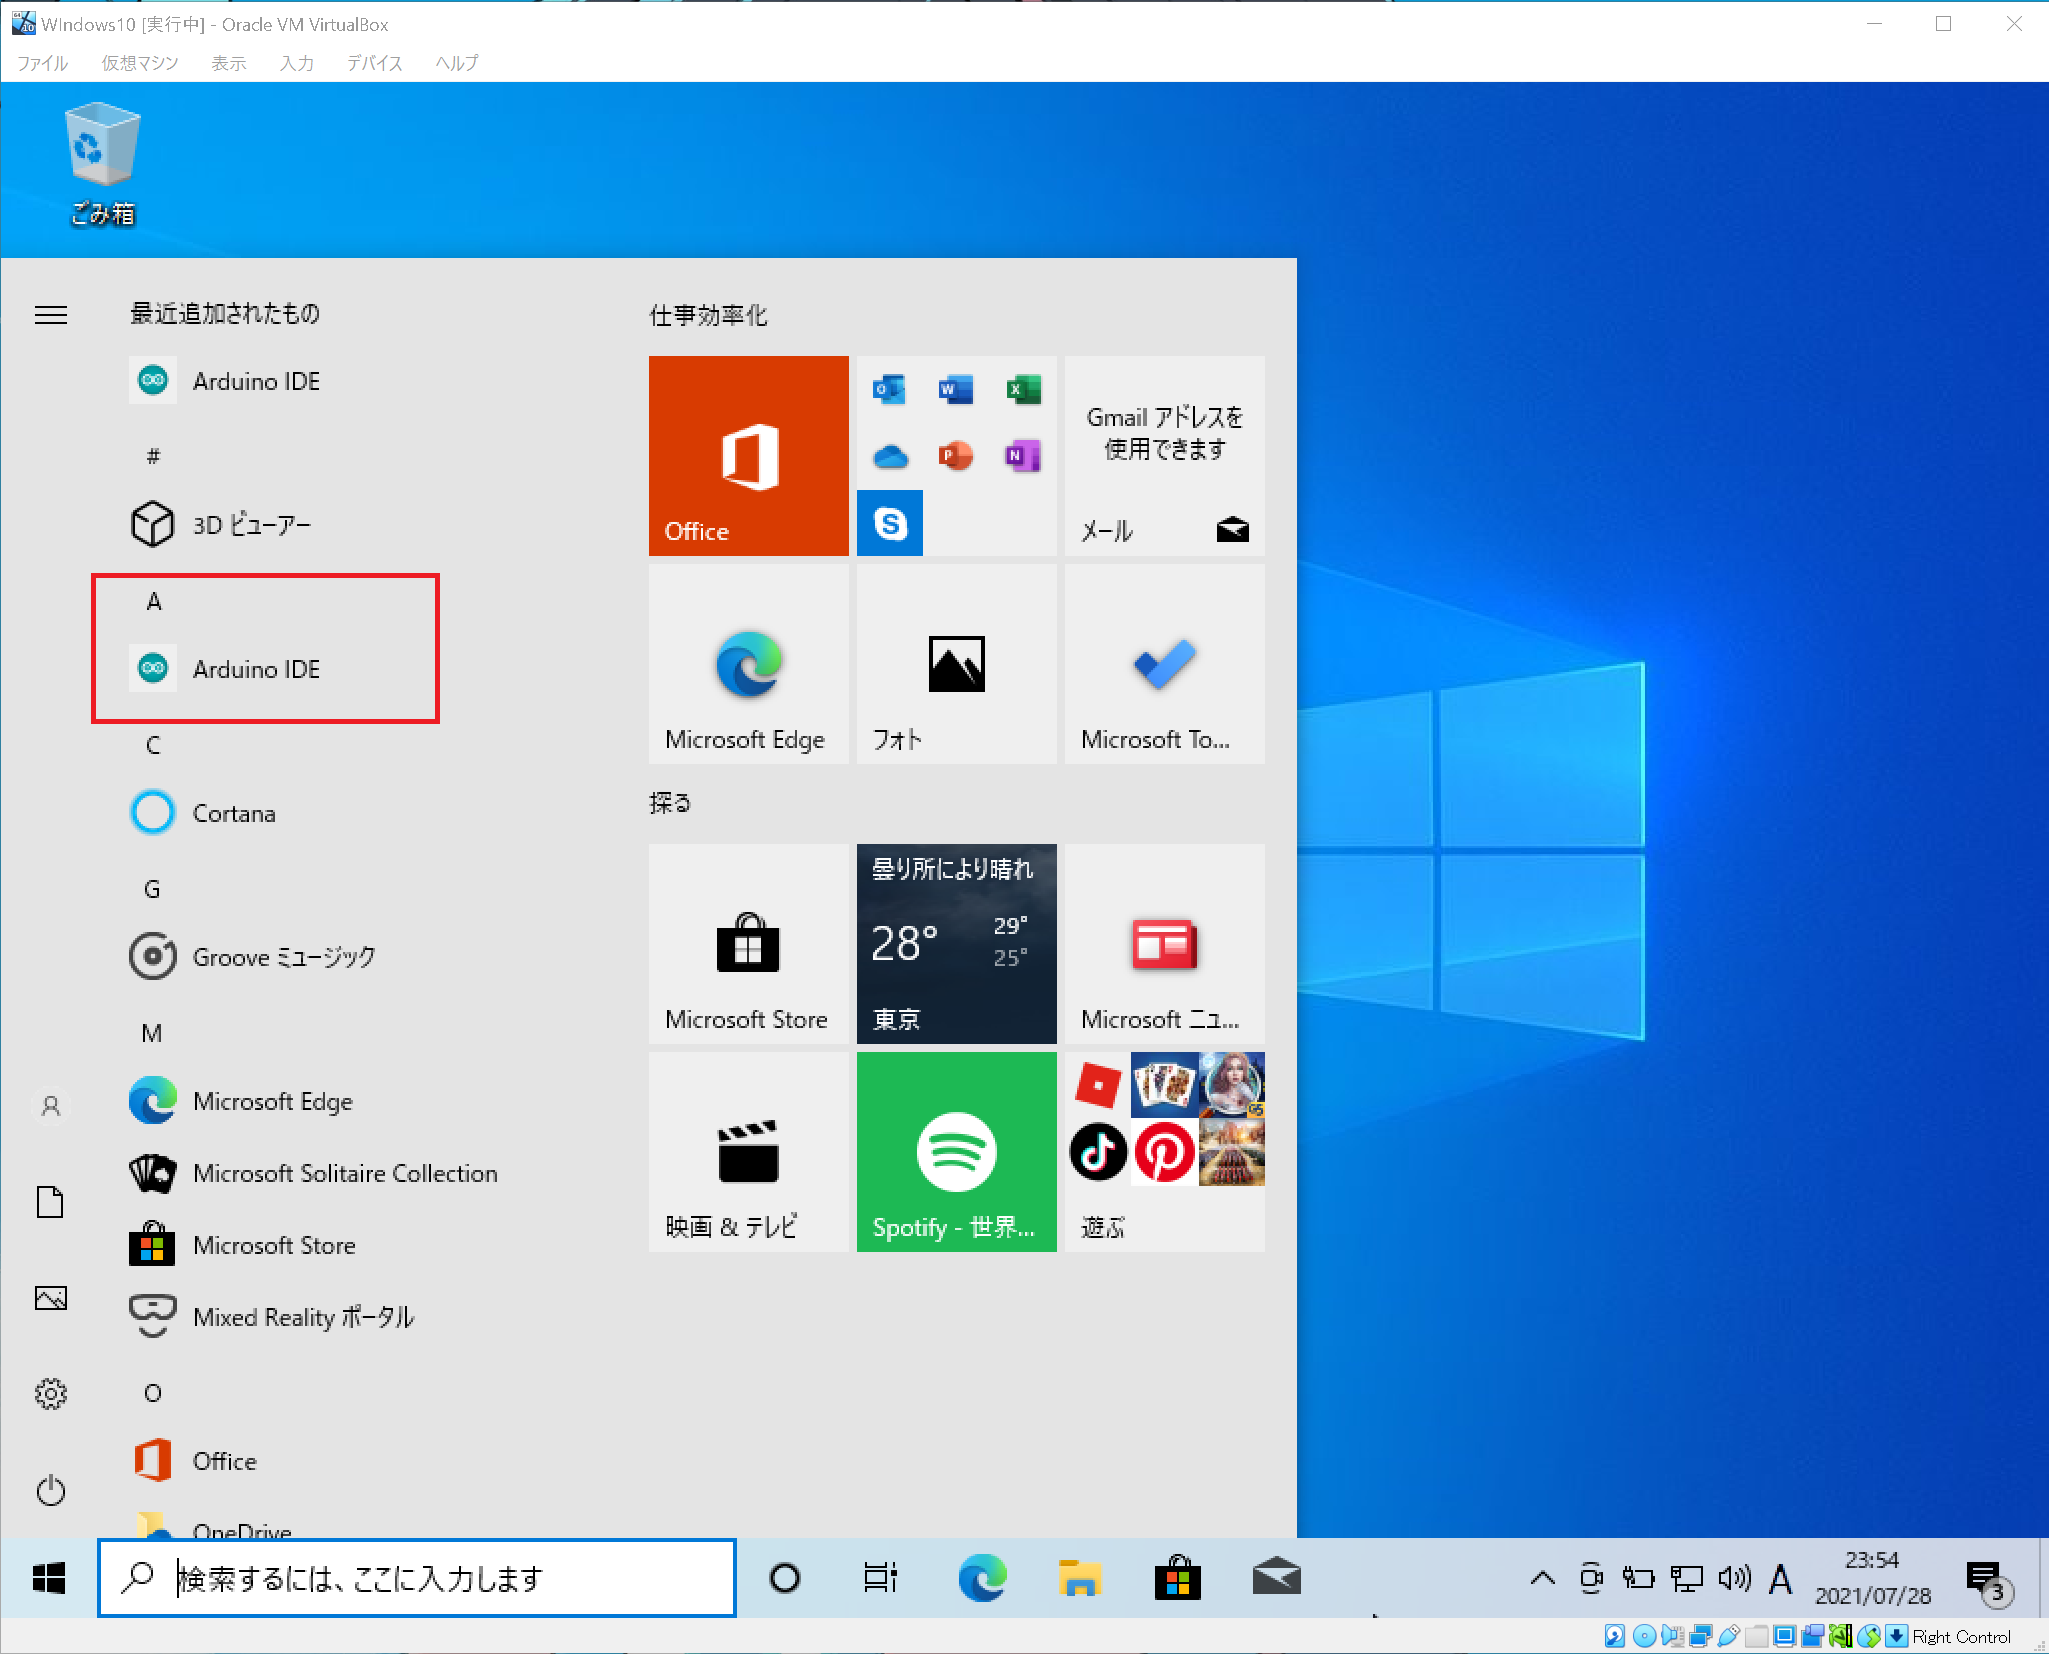 WIndows10 [実行中] - Oracle VM VirtualBox
ファイル 仮想マシン 表示 入力 デバイス ヘルプ
ごみ箱
最近追加されたもの
Arduino IDE
#
3D ビューアー
A
Arduino IDE
C
Cortana
G
Groove ミュージック
M
Microsoft Edge
Microsoft Solitaire Collection
Microsoft Store
Mixed Reality ポータル
O
Office
OneDrive
仕事効率化
Office
Gmail アドレスを
使用できます
メール
Microsoft Edge
フォト
Microsoft To...
探る
Microsoft Store
曇り所により晴れ
28°
29°
25°
東京
Microsoft ニュ...
映画 & テレビ
Spotify - 世界...
遊ぶ
検索するには、ここに入力します
A
23:54
2021/07/28
3
Right Control